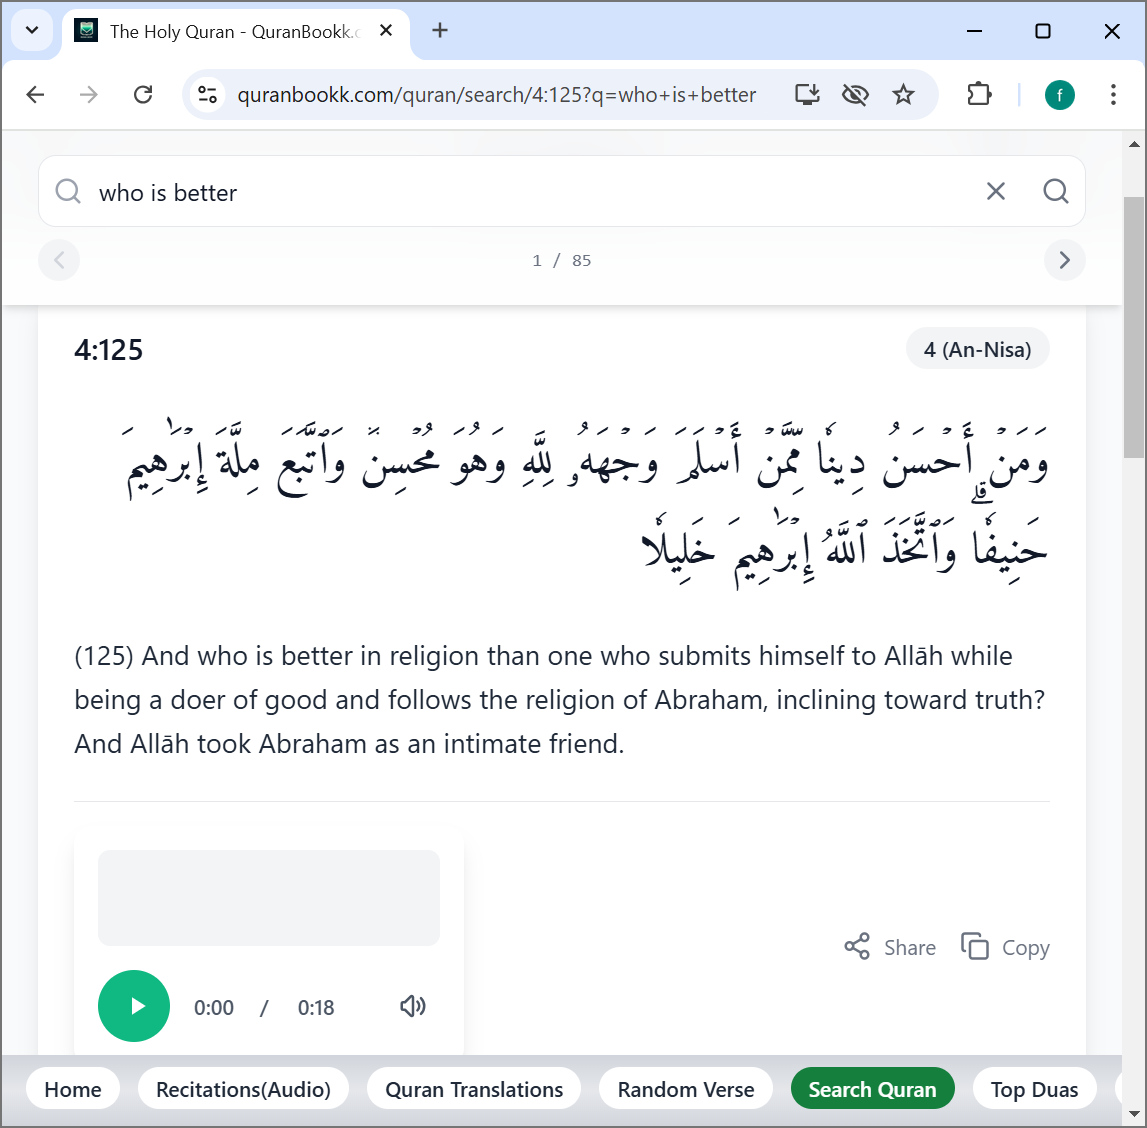 The Holy Quran - QuranBookk.c
quranbookk.com/quran/search/4:125?q=who+is+better
f
who is better
1 / 85
4:125
4 (An-Nisa)
وَمَنۡ أَحۡسَنُ دِينٗا مِّمَّنۡ أَسۡلَمَ وَجۡهَهُۥ لِلَّهِ وَهُوَ مُحۡسِنٞ وَٱتَّبَعَ مِلَّةَ إِبۡرَٰهِيمَ
حَنِيفٗاۗ وَٱتَّخَذَ ٱللَّهُ إِبۡرَٰهِيمَ خَلِيلٗا
(125) And who is better in religion than one who submits himself to Allāh while
being a doer of good and follows the religion of Abraham, inclining toward truth?
And Allāh took Abraham as an intimate friend.
Share Copy
0:00 / 0:18
Home Recitations(Audio) Quran Translations Random Verse Search Quran Top Duas